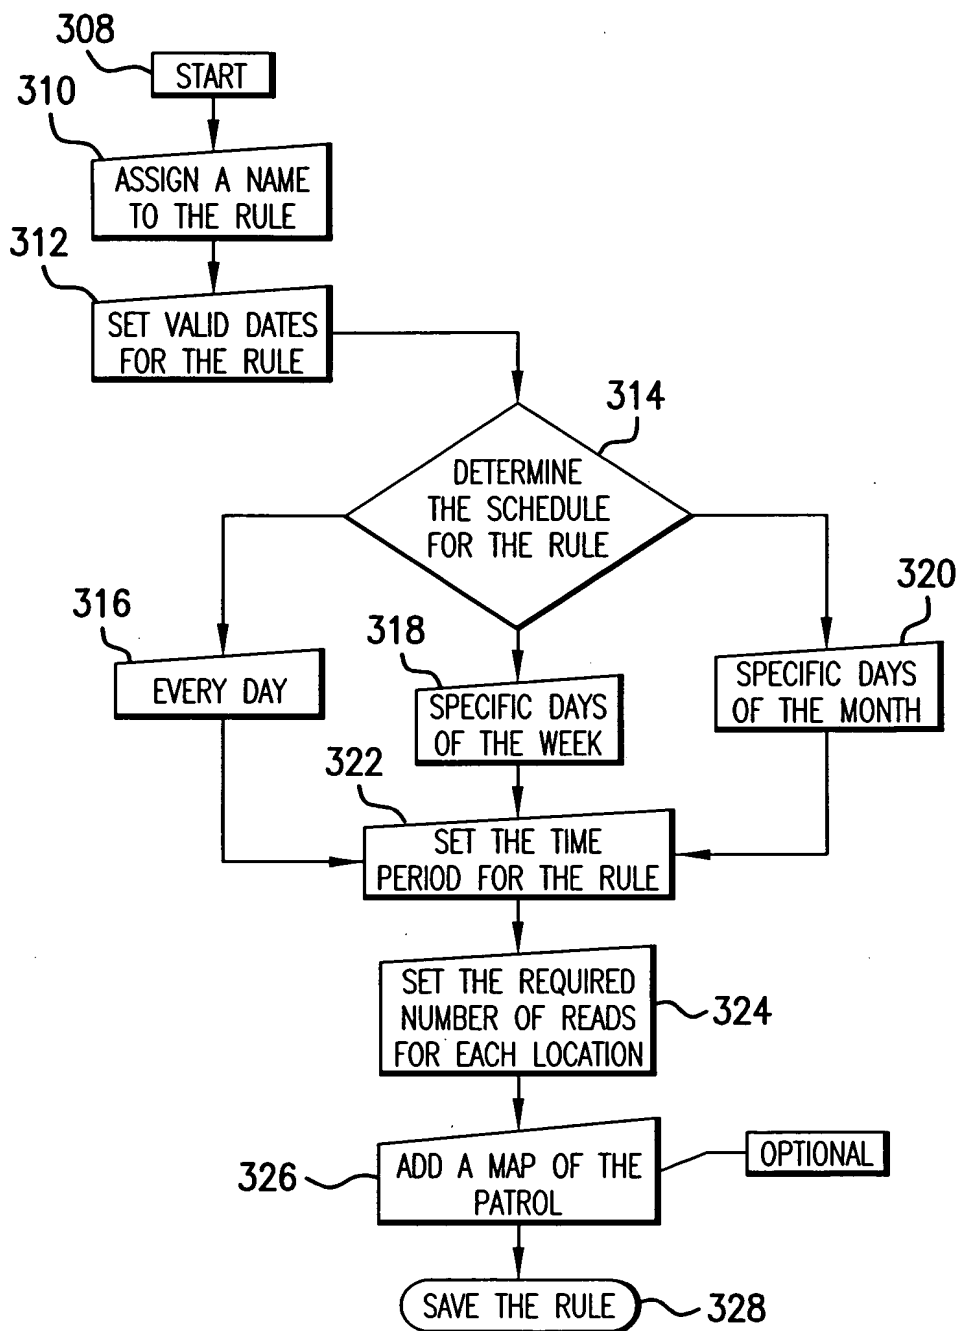 308
START
310
ASSIGN A NAME
TO THE RULE
312
SET VALID DATES
FOR THE RULE
314
DETERMINE
THE SCHEDULE
FOR THE RULE
316
EVERY DAY
318
SPECIFIC DAYS
OF THE WEEK
320
SPECIFIC DAYS
OF THE MONTH
322
SET THE TIME
PERIOD FOR THE RULE
SET THE REQUIRED
NUMBER OF READS
FOR EACH LOCATION
324
326
ADD A MAP OF THE
PATROL
OPTIONAL
SAVE THE RULE
328